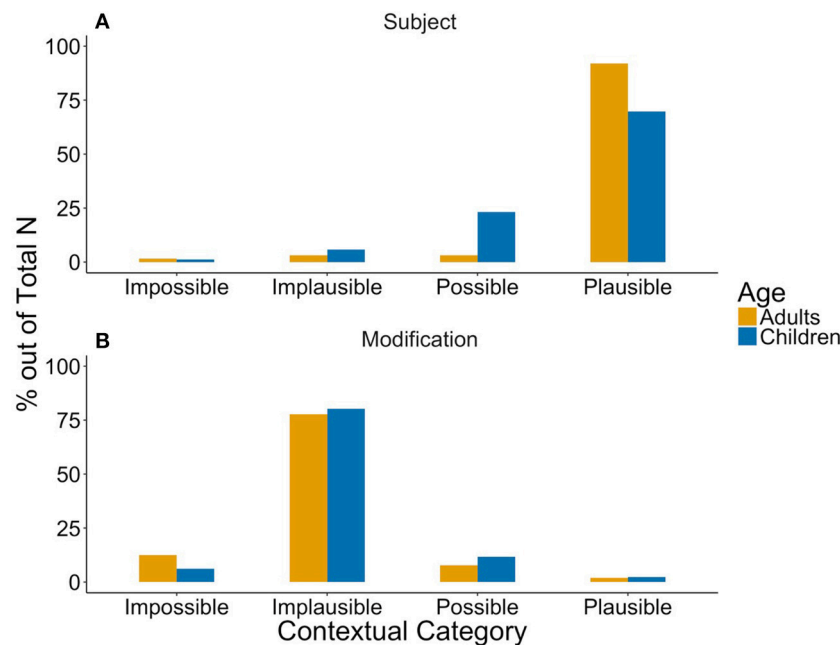 A
Subject
100
75
50
25
0
Impossible Implausible Possible Plausible
% out of Total N
Age
Adults
Children
B
Modification
100
75
50
25
0
Impossible Implausible Possible Plausible
Contextual Category